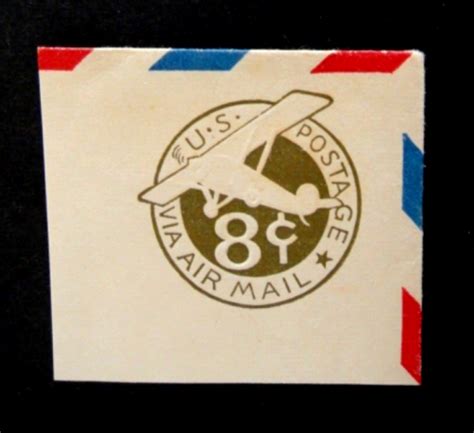 U.S. POSTAGE
8¢
VIA AIR MAIL